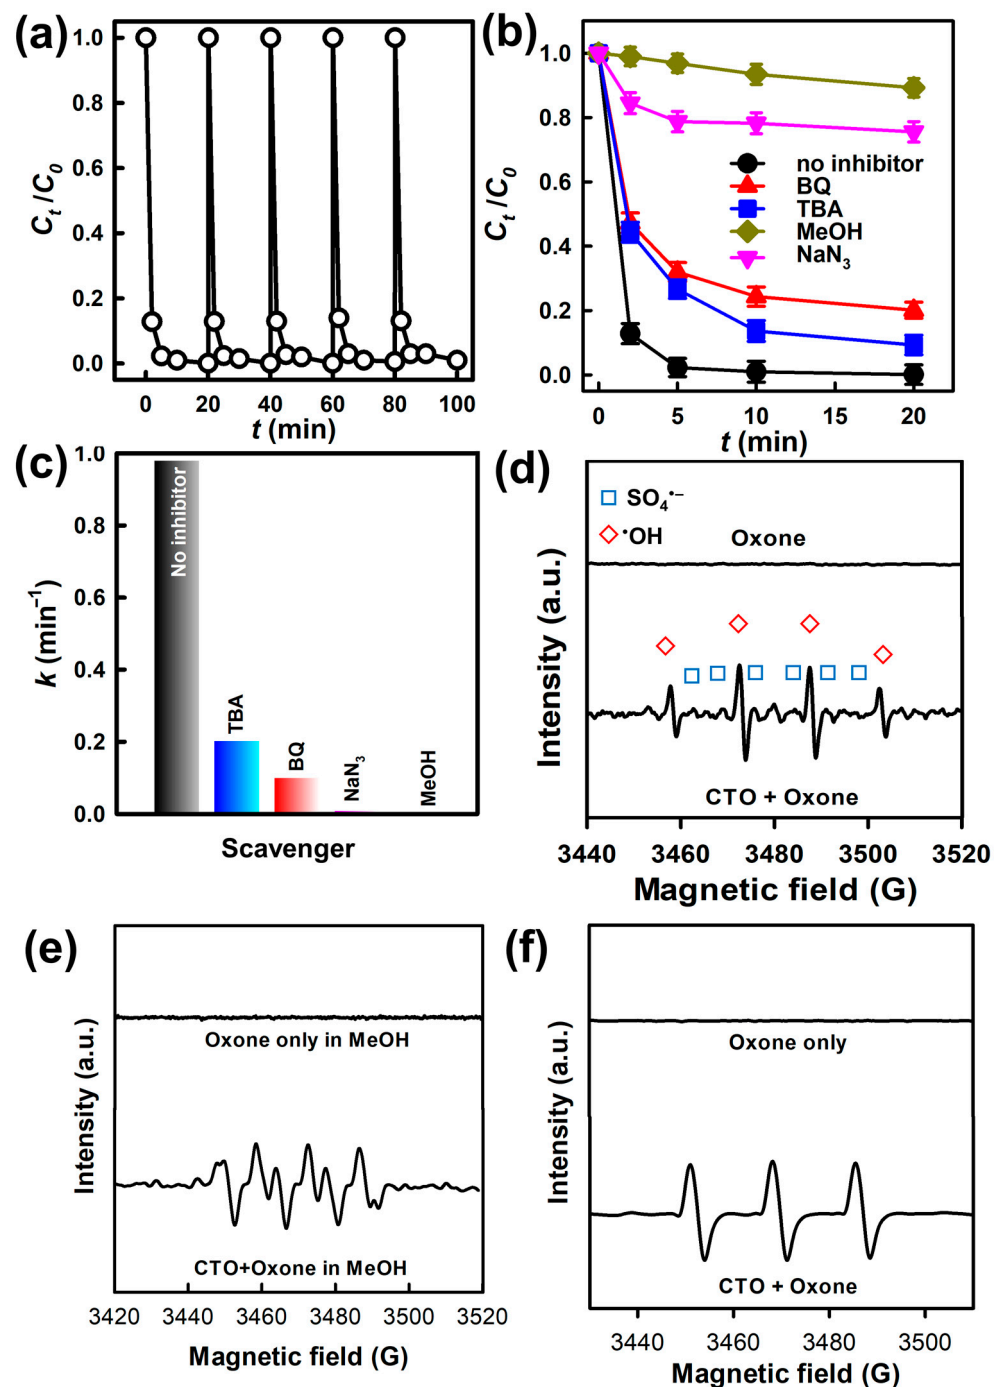 (a)
1.0
0.8
0.6
0.4
0.2
0.0
Cₜ /C₀
0 20 40 60 80 100
t (min)
(b)
1.0
0.8
0.6
0.4
0.2
0.0
Cₜ /C₀
no inhibitor
BQ
TBA
MeOH
NaN₃
0 5 10 15 20
t (min)
(c)
1.0
0.8
0.6
0.4
0.2
0.0
k (min⁻¹)
No inhibitor
TBA
BQ
NaN₃
MeOH
Scavenger
(d)
SO₄•⁻
•OH
Oxone
CTO + Oxone
Intensity (a.u.)
3440 3460 3480 3500 3520
Magnetic field (G)
(e)
Oxone only in MeOH
CTO+Oxone in MeOH
Intensity (a.u.)
3420 3440 3460 3480 3500 3520
Magnetic field (G)
(f)
Oxone only
CTO + Oxone
Intensity (a.u.)
3440 3460 3480 3500
Magnetic field (G)